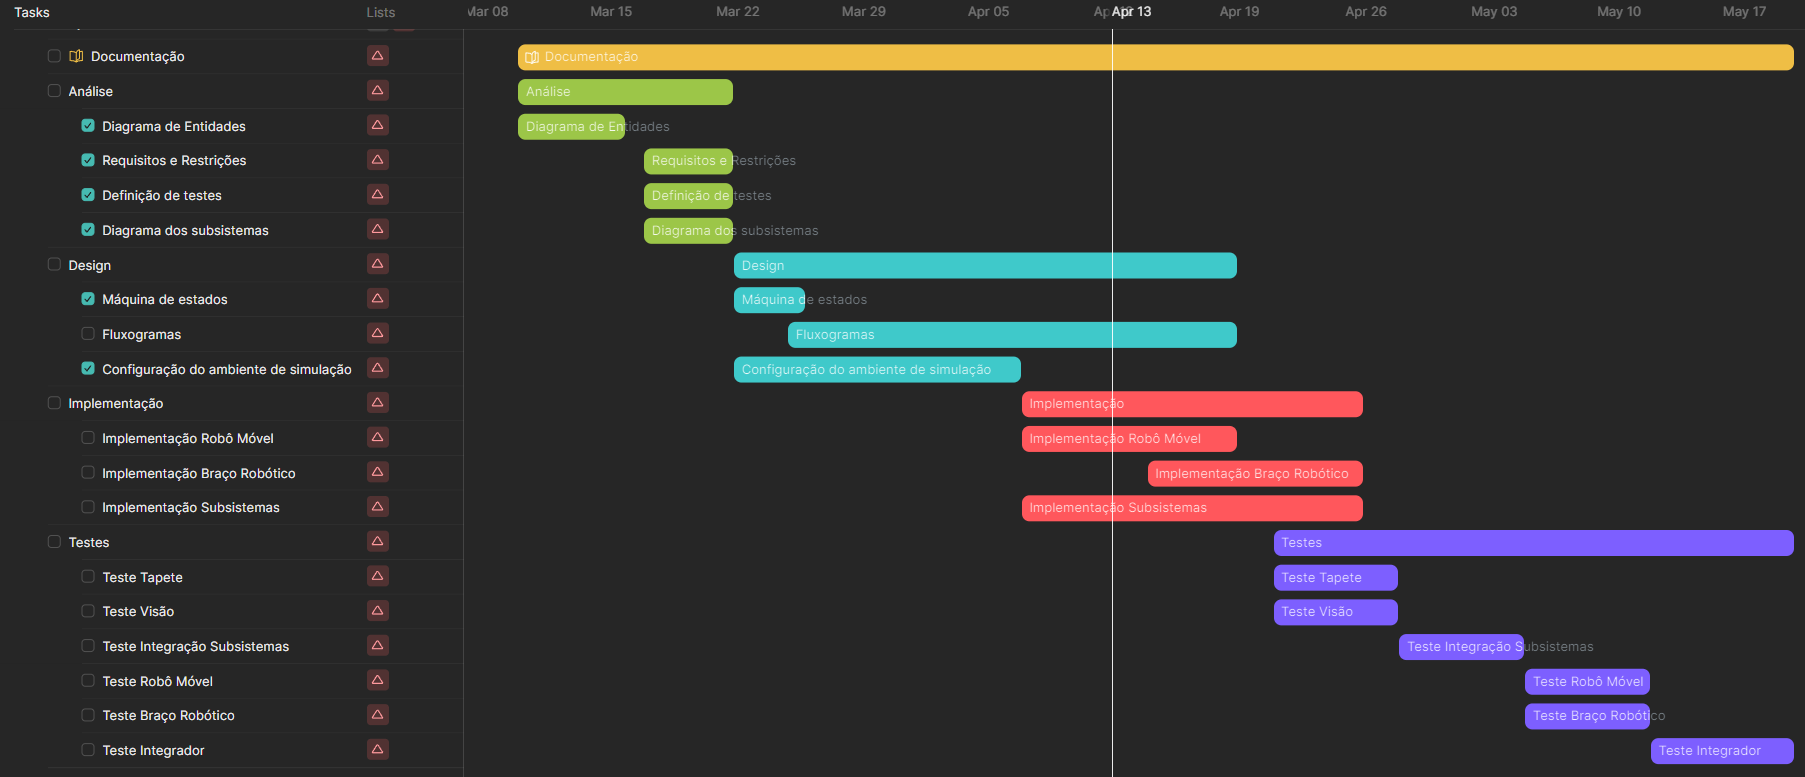 Tasks Lists Mar 08 Mar 15 Mar 22 Mar 29 Apr 05 Apr 13 Apr 19 Apr 26 May 03 May 10 May 17
Documentação Documentação
Análise Análise
Diagrama de Entidades Diagrama de Entidades
Requisitos e Restrições Requisitos e Restrições
Definição de testes Definição de testes
Diagrama dos subsistemas Diagrama dos subsistemas
Design Design
Máquina de estados Máquina de estados
Fluxogramas Fluxogramas
Configuração do ambiente de simulação Configuração do ambiente de simulação
Implementação Implementação
Implementação Robô Móvel Implementação Robô Móvel
Implementação Braço Robótico Implementação Braço Robótico
Implementação Subsistemas Implementação Subsistemas
Testes Testes
Teste Tapete Teste Tapete
Teste Visão Teste Visão
Teste Integração Subsistemas Teste Integração Subsistemas
Teste Robô Móvel Teste Robô Móvel
Teste Braço Robótico Teste Braço Robótico
Teste Integrador Teste Integrador